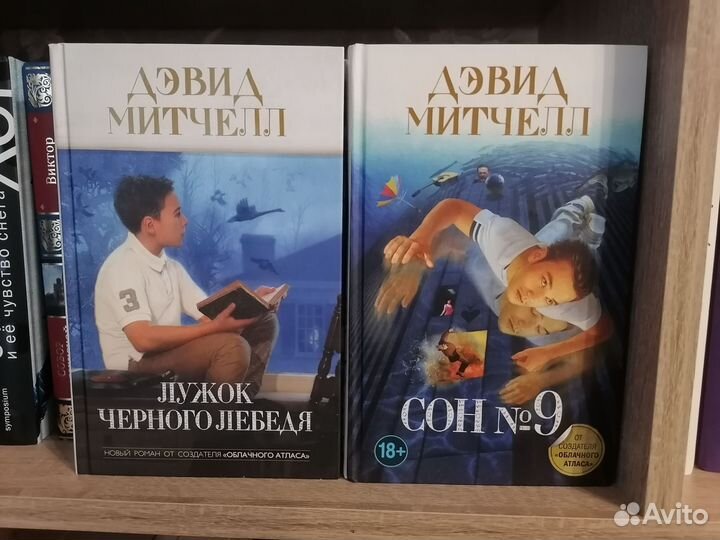 и её чувство снега
symposium
Виктор
СОБОР
ДЭВИД
МИТЧЕЛЛ
3
ЛУЖОК
ЧЕРНОГО ЛЕБЕДЯ
НОВЫЙ РОМАН ОТ СОЗДАТЕЛЯ «ОБЛАЧНОГО АТЛАСА»
ДЭВИД
МИТЧЕЛЛ
СОН №9
18+
ОТ
СОЗДАТЕЛЯ
«ОБЛАЧНОГО
АТЛАСА»
Avito